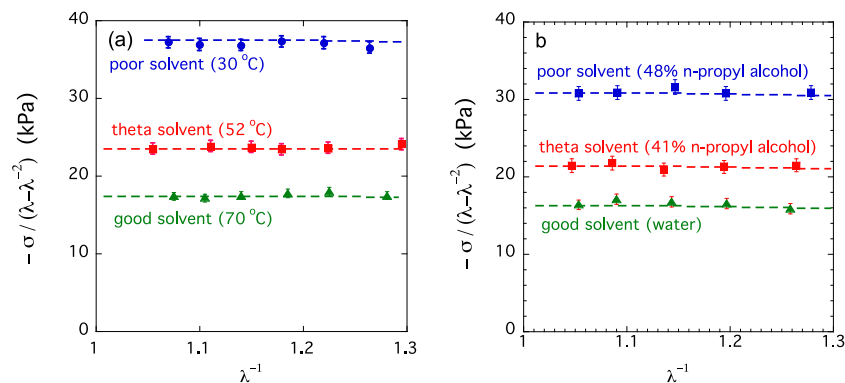 (a)
poor solvent (30 °C)
theta solvent (52 °C)
good solvent (70 °C)
- σ / (λ–λ⁻²) (kPa)
40
30
20
10
0
1
1.1
1.2
1.3
λ⁻¹
b
poor solvent (48% n-propyl alcohol)
theta solvent (41% n-propyl alcohol)
good solvent (water)
- σ / (λ–λ⁻²) (kPa)
40
30
20
10
0
1
1.1
1.2
1.3
λ⁻¹